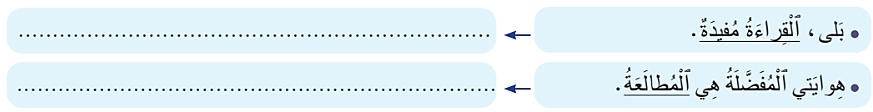 • بَلى، ٱلْقِراءَةُ مُفيدَةٌ. ← ......................................................................
• هِوايَتي ٱلْمُفَضَّلَةُ هِي ٱلْمُطالَعَةُ. ← ......................................................................